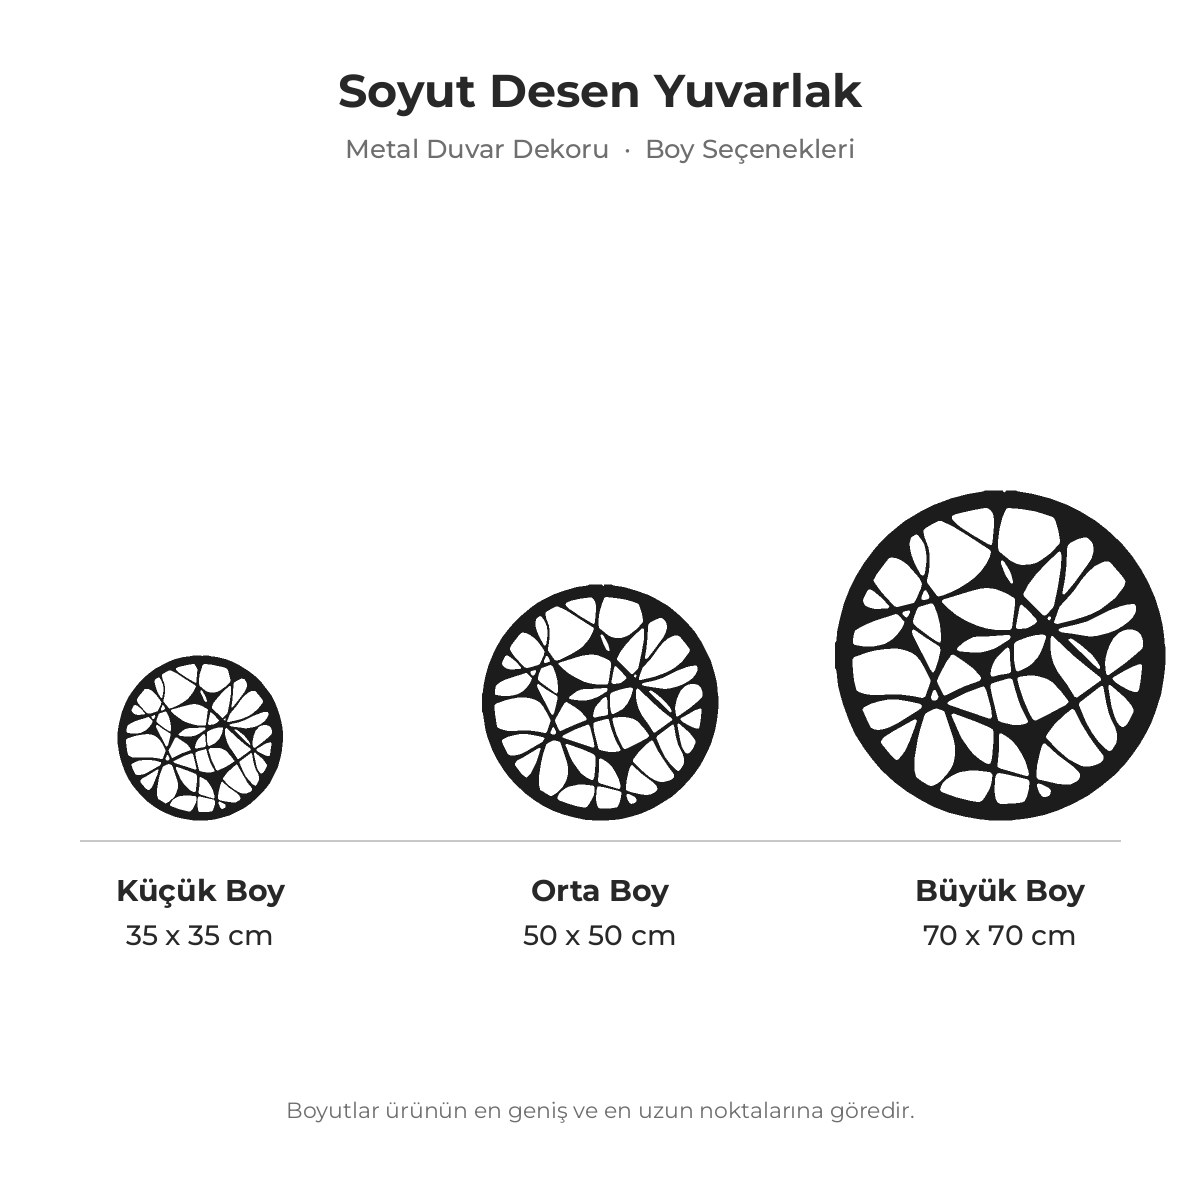 Soyut Desen Yuvarlak
Metal Duvar Dekoru · Boy Seçenekleri
Küçük Boy
35 x 35 cm
Orta Boy
50 x 50 cm
Büyük Boy
70 x 70 cm
Boyutlar ürünün en geniş ve en uzun noktalarına göredir.